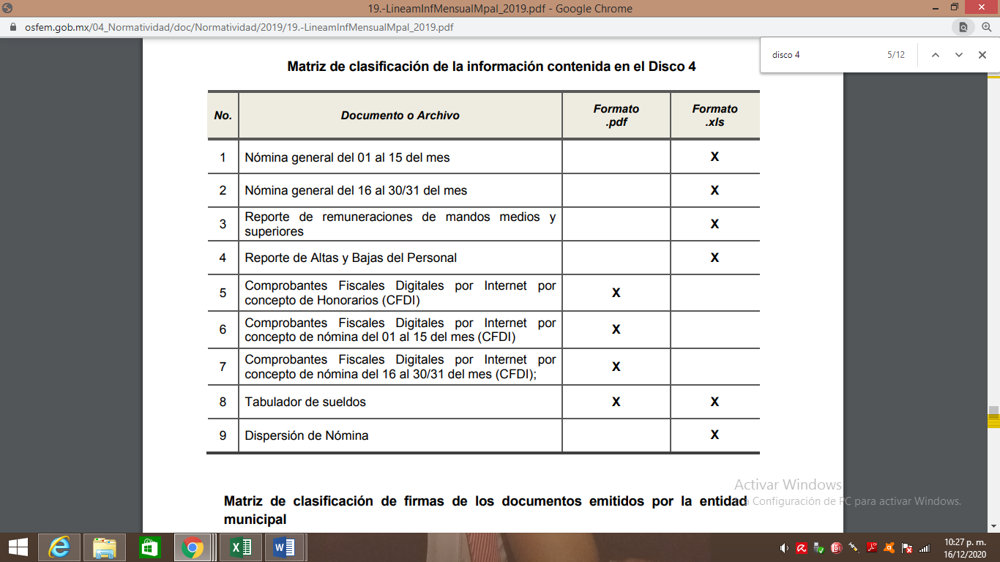 19.-LineamInfMensualMpal_2019.pdf - Google Chrome
osfem.gob.mx/04_Normatividad/doc/Normatividad/2019/19.-LineamInfMensualMpal_2019.pdf
disco 4 5/12
Matriz de clasificación de la información contenida en el Disco 4
No. Documento o Archivo Formato .pdf Formato .xls
1 Nómina general del 01 al 15 del mes X
2 Nómina general del 16 al 30/31 del mes X
3 Reporte de remuneraciones de mandos medios y
superiores X
4 Reporte de Altas y Bajas del Personal X
5 Comprobantes Fiscales Digitales por Internet por
concepto de Honorarios (CFDI) X
6 Comprobantes Fiscales Digitales por Internet por
concepto de nómina del 01 al 15 del mes (CFDI) X
7 Comprobantes Fiscales Digitales por Internet por
concepto de nómina del 16 al 30/31 del mes (CFDI); X
8 Tabulador de sueldos X X
9 Dispersión de Nómina X
Activar Windows
Matriz de clasificación de firmas de los documentos emitidos por la entidad
a Configuración de PC para activar Windows.
municipal
10:27 p. m.
16/12/2020